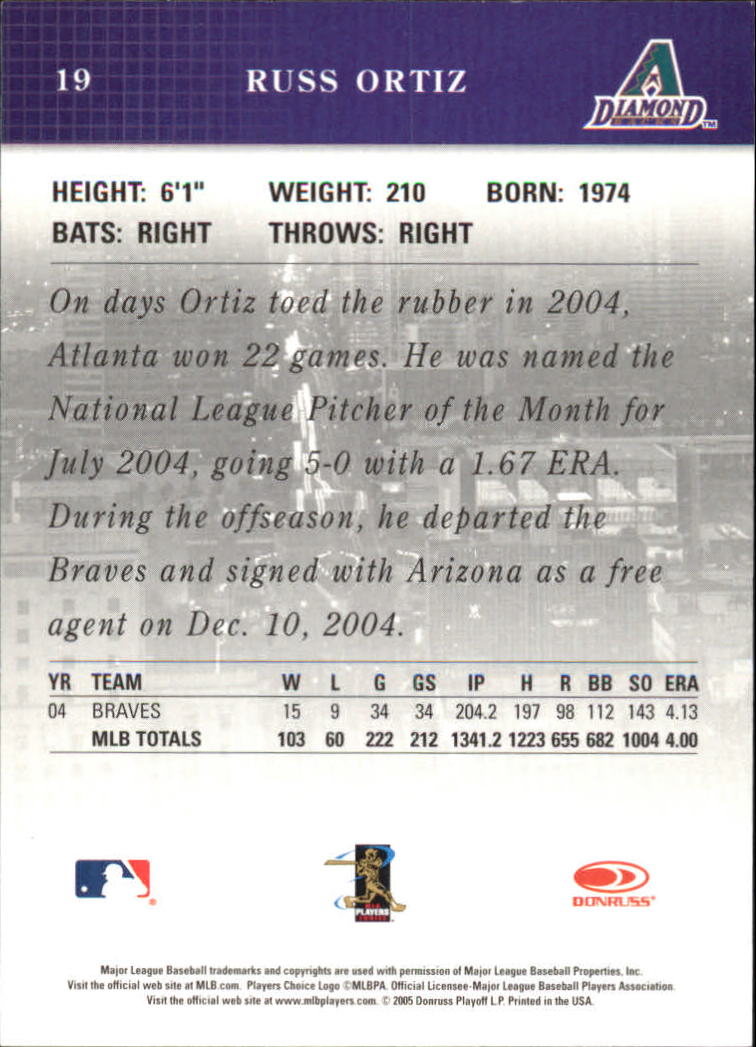 19 RUSS ORTIZ
DIAMOND
BACKS TM
HEIGHT: 6'1" WEIGHT: 210 BORN: 1974
BATS: RIGHT THROWS: RIGHT
On days Ortiz toed the rubber in 2004,
Atlanta won 22 games. He was named the
National League Pitcher of the Month for
July 2004, going 5-0 with a 1.67 ERA.
During the offseason, he departed the
Braves and signed with Arizona as a free
agent on Dec. 10, 2004.
YR TEAM W L G GS IP H R BB SO ERA
04 BRAVES 15 9 34 34 204.2 197 98 112 143 4.13
MLB TOTALS 103 60 222 212 1341.2 1223 655 682 1004 4.00
MLB
PLAYERS
CHOICE
DONRUSS®
Major League Baseball trademarks and copyrights are used with permission of Major League Baseball Properties, Inc.
Visit the official web site at MLB.com. Players Choice Logo ©MLBPA. Official Licensee-Major League Baseball Players Association.
Visit the official web site at www.mlbplayers.com. © 2005 Donruss Playoff L.P. Printed in the USA.